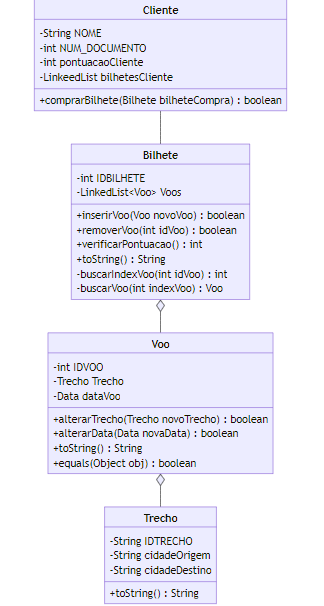 Cliente
-String NOME
-int NUM_DOCUMENTO
-int pontuacaoCliente
-LinkeedList bilhetesCliente
+comprarBilhete(Bilhete bilheteCompra) : boolean
Bilhete
-int IDBILHETE
-LinkedList<Voo> Voos
+inserirVoo(Voo novoVoo) : boolean
+removerVoo(int idVoo) : boolean
+verificarPontuacao() : int
+toString() : String
-buscarIndexVoo(int idVoo) : int
-buscarVoo(int indexVoo) : Voo
Voo
-int IDVOO
-Trecho Trecho
-Data dataVoo
+alterarTrecho(Trecho novoTrecho) : boolean
+alterarData(Data novaData) : boolean
+toString() : String
+equals(Object obj) : boolean
Trecho
-String IDTRECHO
-String cidadeOrigem
-String cidadeDestino
+toString() : String